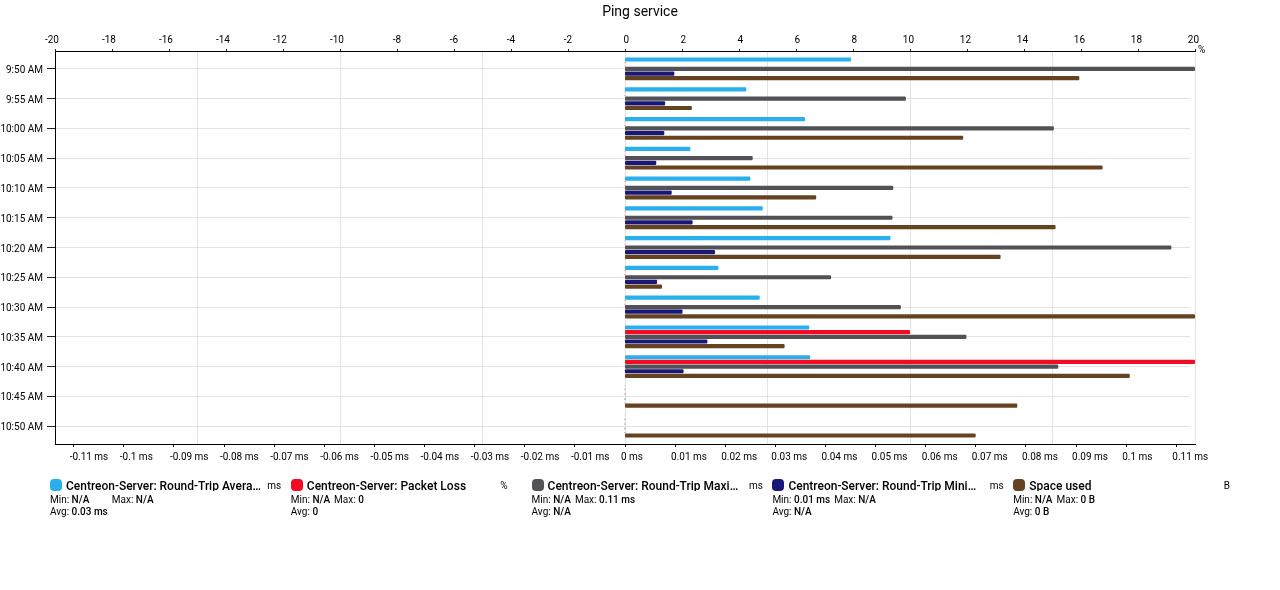 Ping service
-20 -18 -16 -14 -12 -10 -8 -6 -4 -2 0 2 4 6 8 10 12 14 16 18 20
%
9:50 AM
9:55 AM
10:00 AM
10:05 AM
10:10 AM
10:15 AM
10:20 AM
10:25 AM
10:30 AM
10:35 AM
10:40 AM
10:45 AM
10:50 AM
-0.11 ms -0.1 ms -0.09 ms -0.08 ms -0.07 ms -0.06 ms -0.05 ms -0.04 ms -0.03 ms -0.02 ms -0.01 ms 0 ms 0.01 ms 0.02 ms 0.03 ms 0.04 ms 0.05 ms 0.06 ms 0.07 ms 0.08 ms 0.09 ms 0.1 ms 0.11 ms
Centreon-Server: Round-Trip Avera... ms Centreon-Server: Packet Loss % Centreon-Server: Round-Trip Maxi... ms Centreon-Server: Round-Trip Mini... ms Space used B
Min: N/A Max: N/A Min: N/A Max: 0 Min: N/A Max: 0.11 ms Min: 0.01 ms Max: N/A Min: N/A Max: 0 B
Avg: 0.03 ms Avg: 0 Avg: N/A Avg: N/A Avg: 0 B